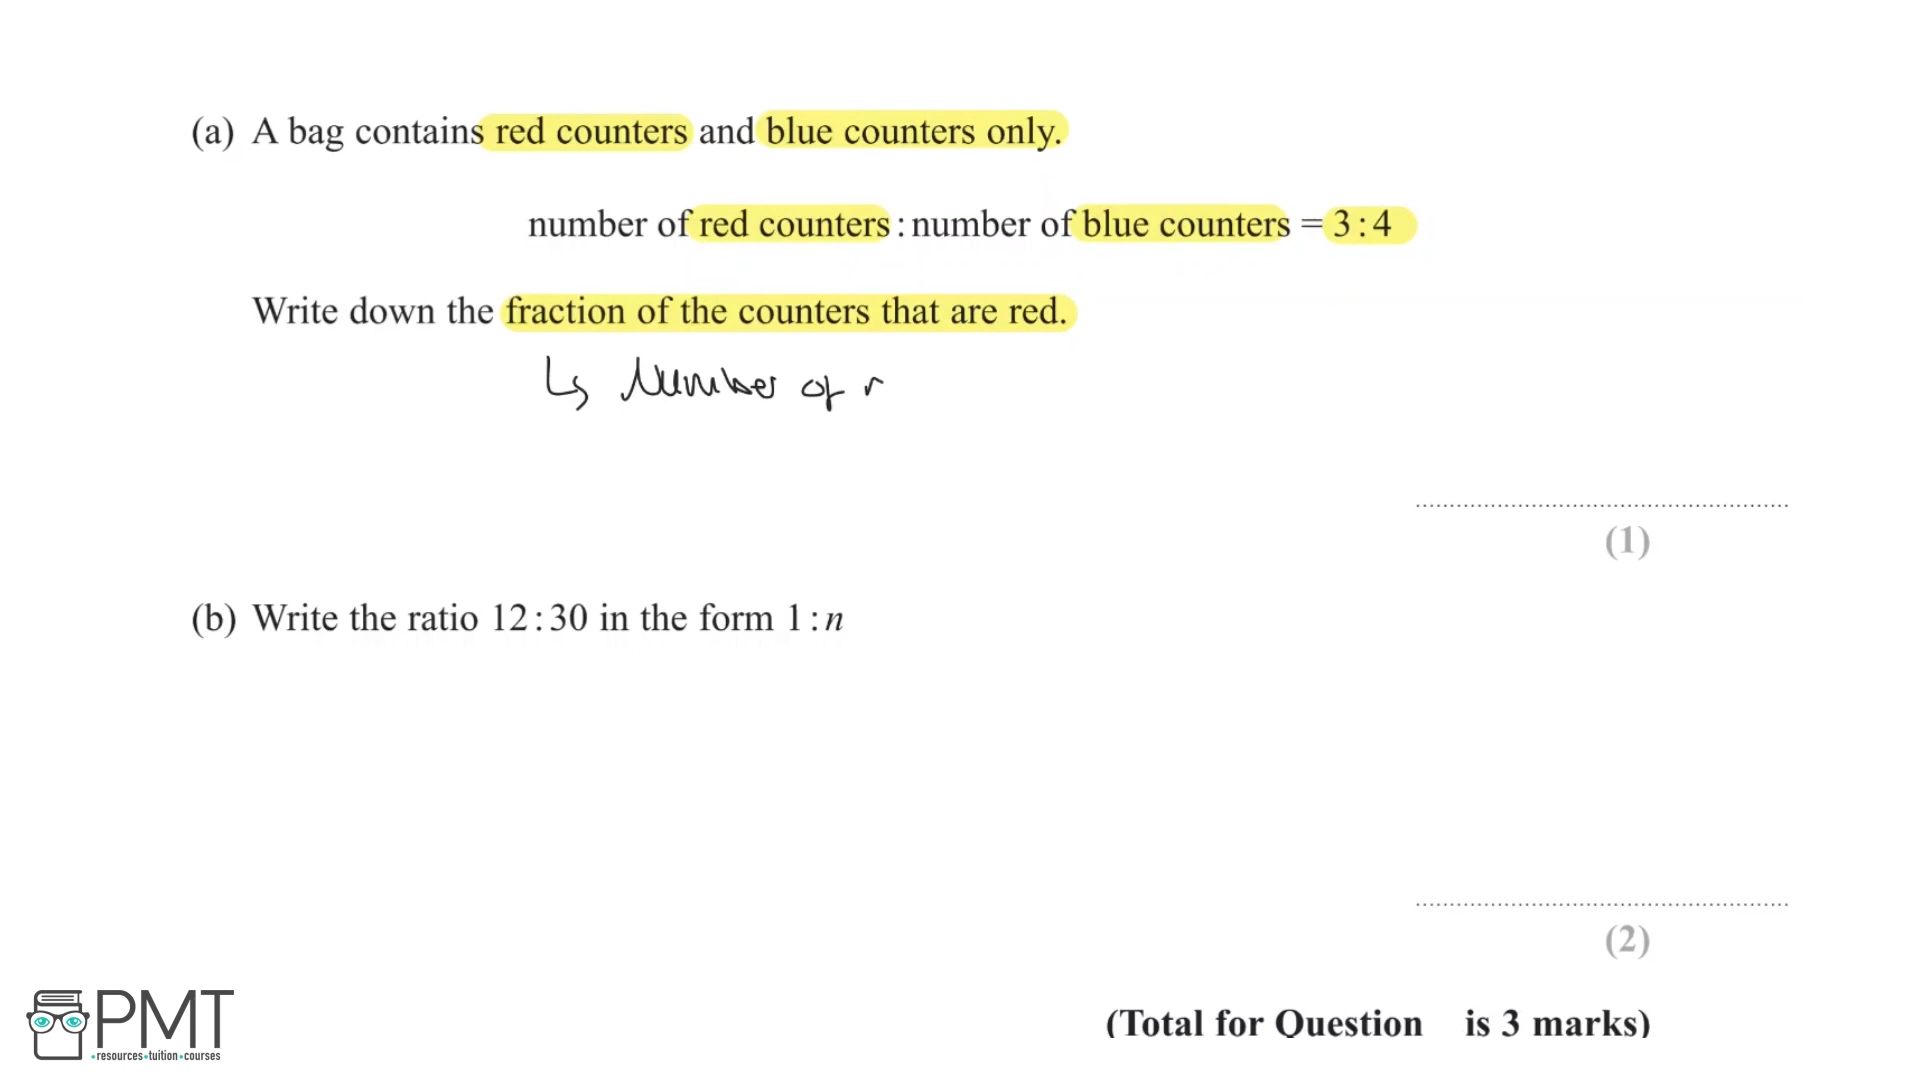 (a) A bag contains red counters and blue counters only.
number of red counters : number of blue counters = 3 : 4
Write down the fraction of the counters that are red.
↳ Number of r
(1)
(b) Write the ratio 12 : 30 in the form 1 : n
(2)
PMT
•resources•tuition•courses
(Total for Question is 3 marks)